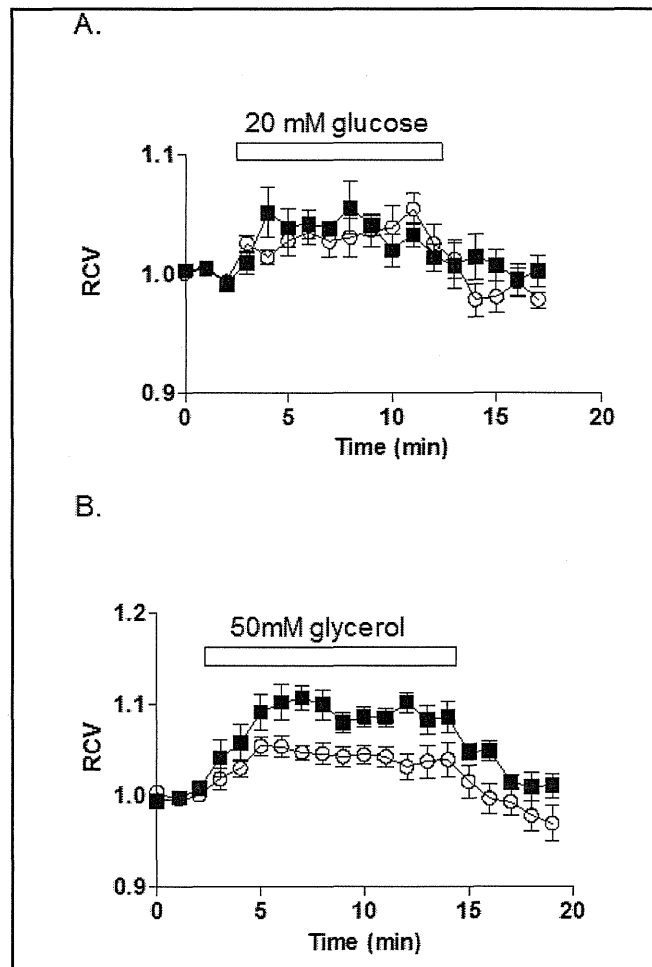 A.
20 mM glucose
1.1
1.0
0.9
RCV
0 5 10 15 20
Time (min)
B.
50mM glycerol
1.2
1.1
1.0
0.9
RCV
0 5 10 15 20
Time (min)